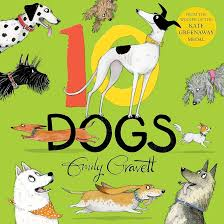 10
FROM THE WINNER OF THE
KATE GREENAWAY
MEDAL
DOGS
Emily Gravett